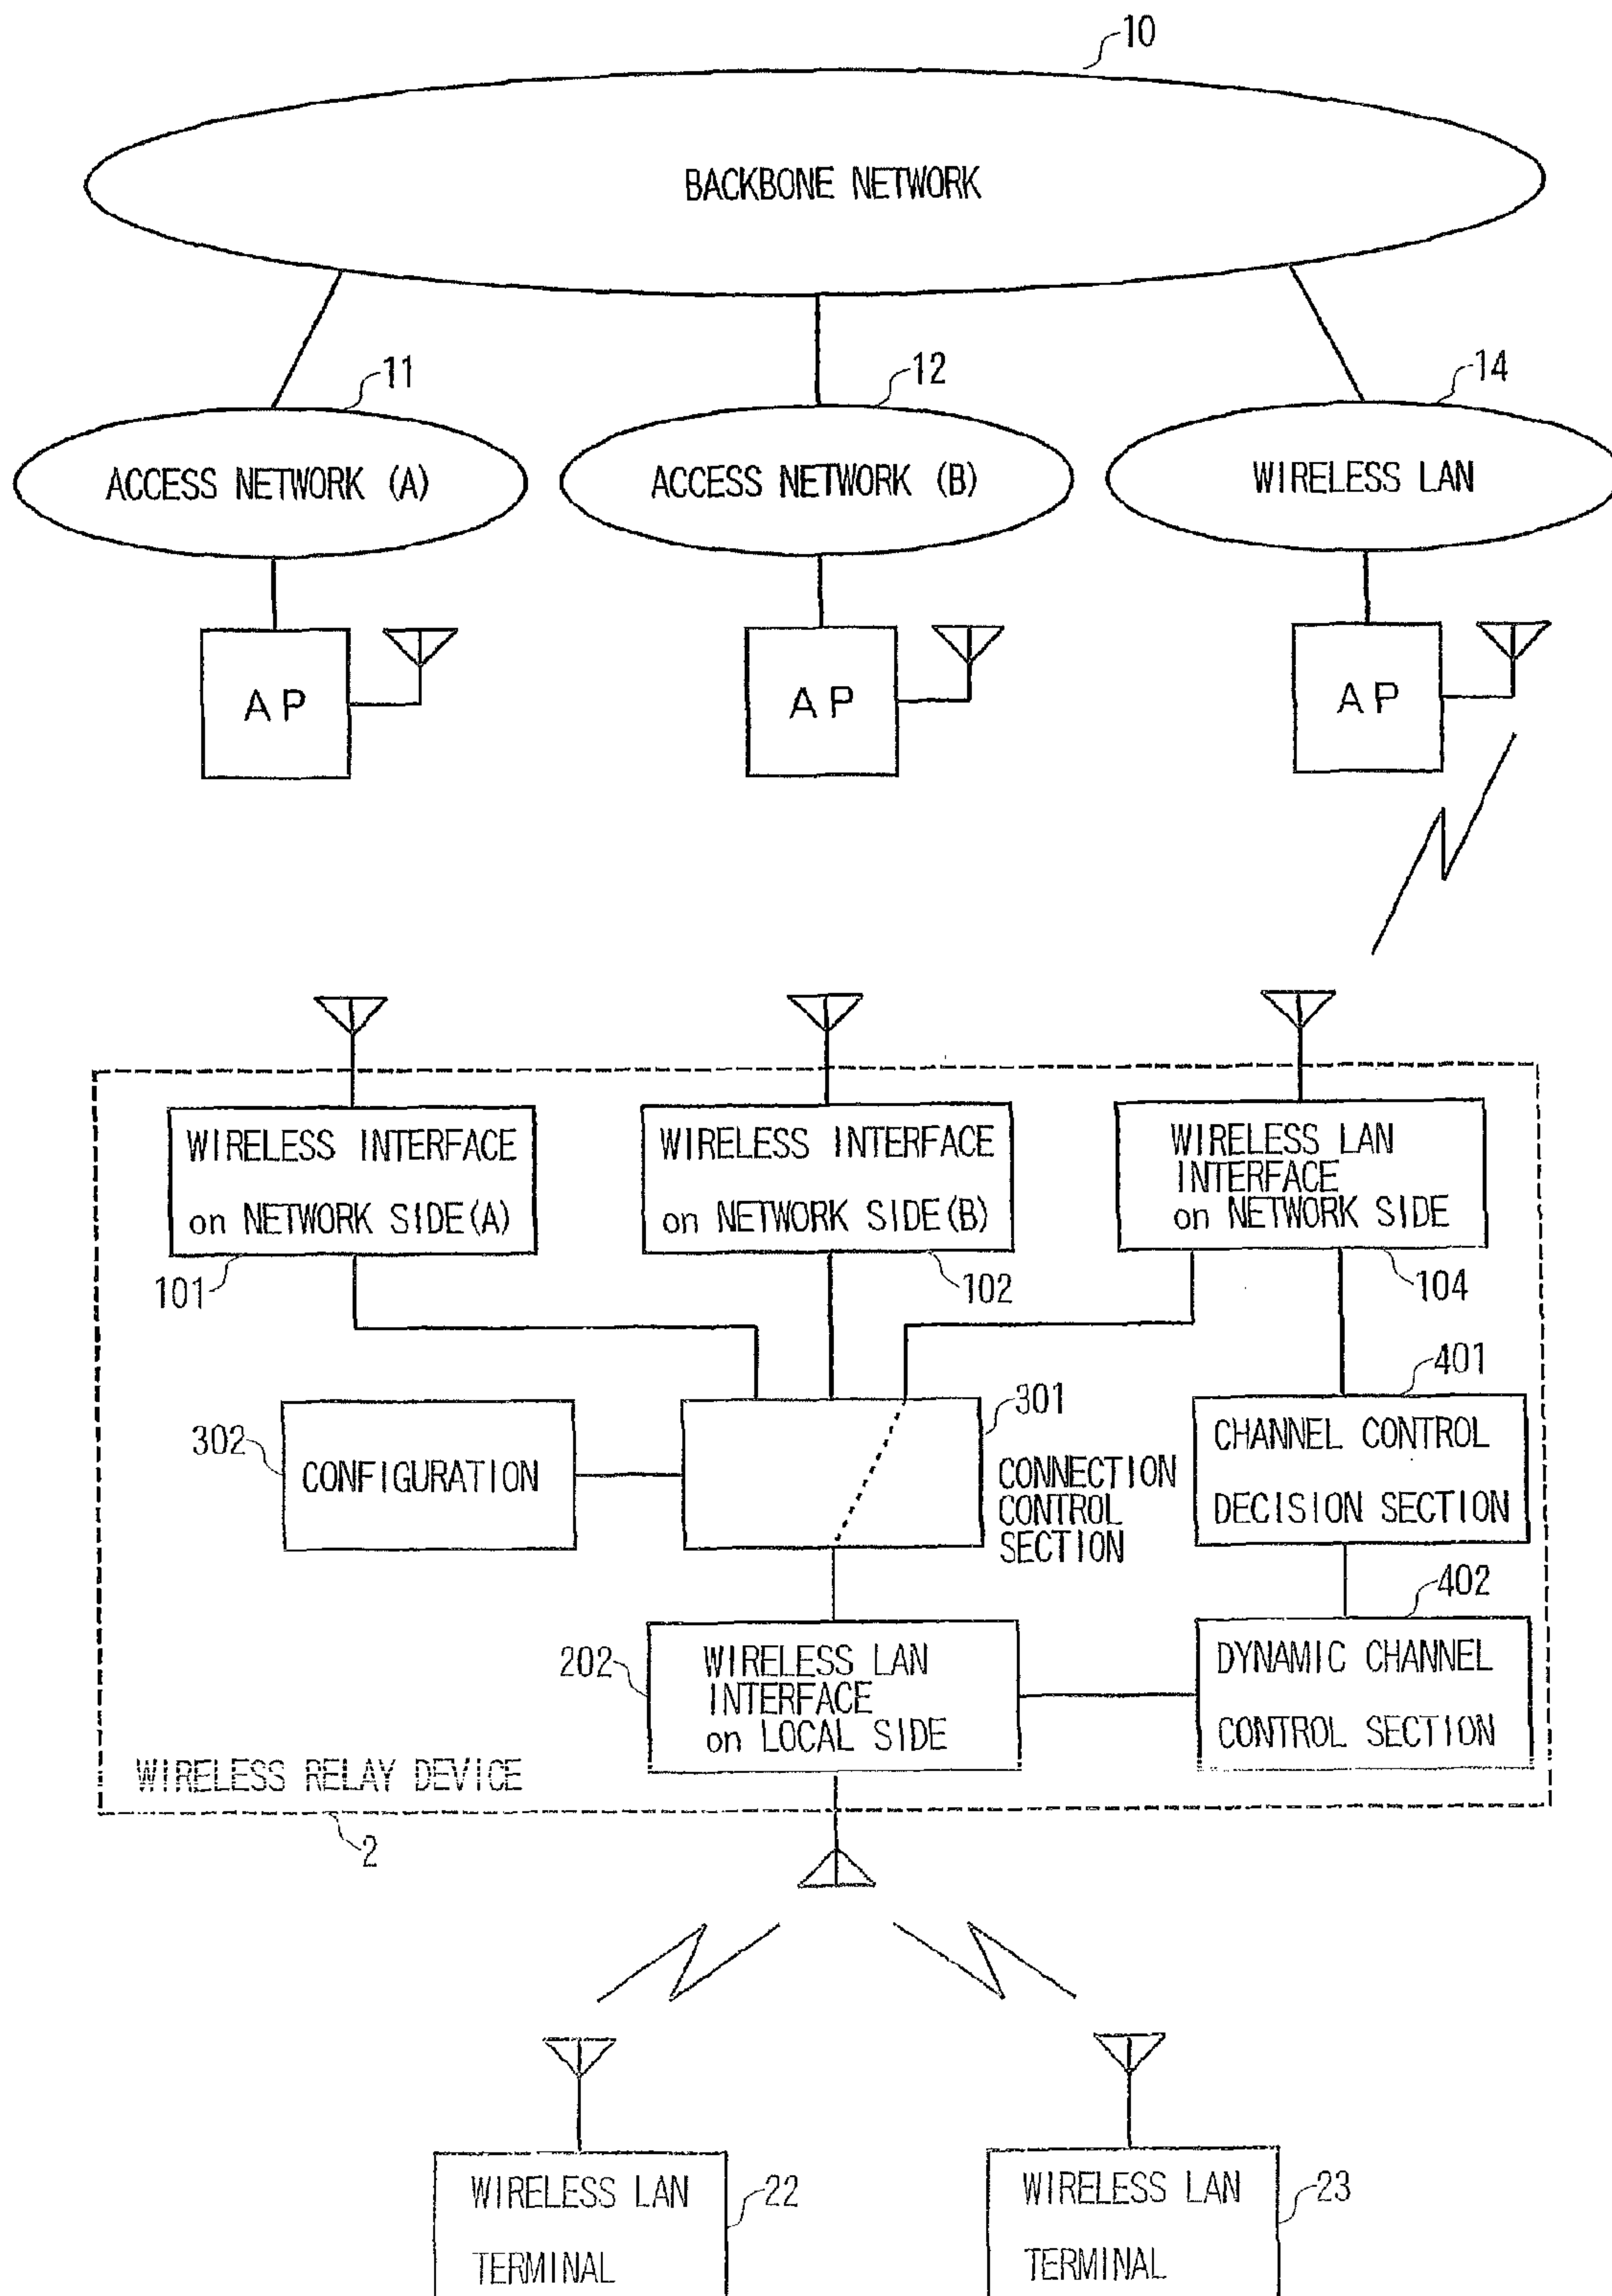 10
BACKBONE NETWORK
11
12
14
ACCESS NETWORK (A)
ACCESS NETWORK (B)
WIRELESS LAN
AP
AP
AP
WIRELESS INTERFACE
on NETWORK SIDE(A)
WIRELESS INTERFACE
on NETWORK SIDE(B)
WIRELESS LAN
INTERFACE
on NETWORK SIDE
101
102
104
302
CONFIGURATION
301
CONNECTION
CONTROL
SECTION
401
CHANNEL CONTROL
DECISION SECTION
402
202
WIRELESS LAN
INTERFACE
on LOCAL SIDE
DYNAMIC CHANNEL
CONTROL SECTION
WIRELESS RELAY DEVICE
2
WIRELESS LAN
TERMINAL
22
WIRELESS LAN
TERMINAL
23